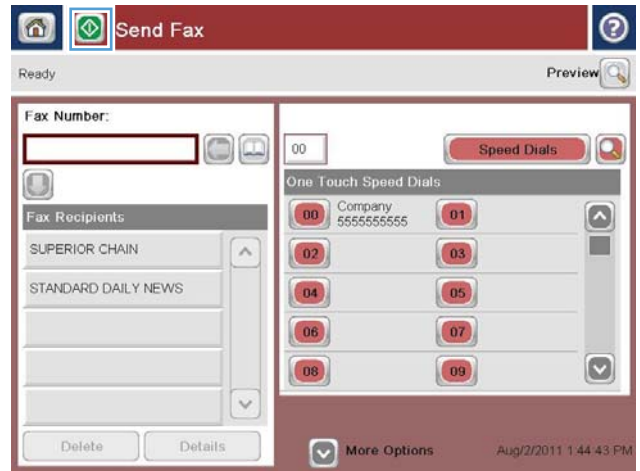 Send Fax
?
Ready
Preview
Fax Number:
Fax Recipients
SUPERIOR CHAIN
STANDARD DAILY NEWS
Delete
Details
00
Speed Dials
One Touch Speed Dials
00 Company 01
5555555555
02 03
04 05
06 07
08 09
More Options
Aug/2/2011 1:44:43 PM